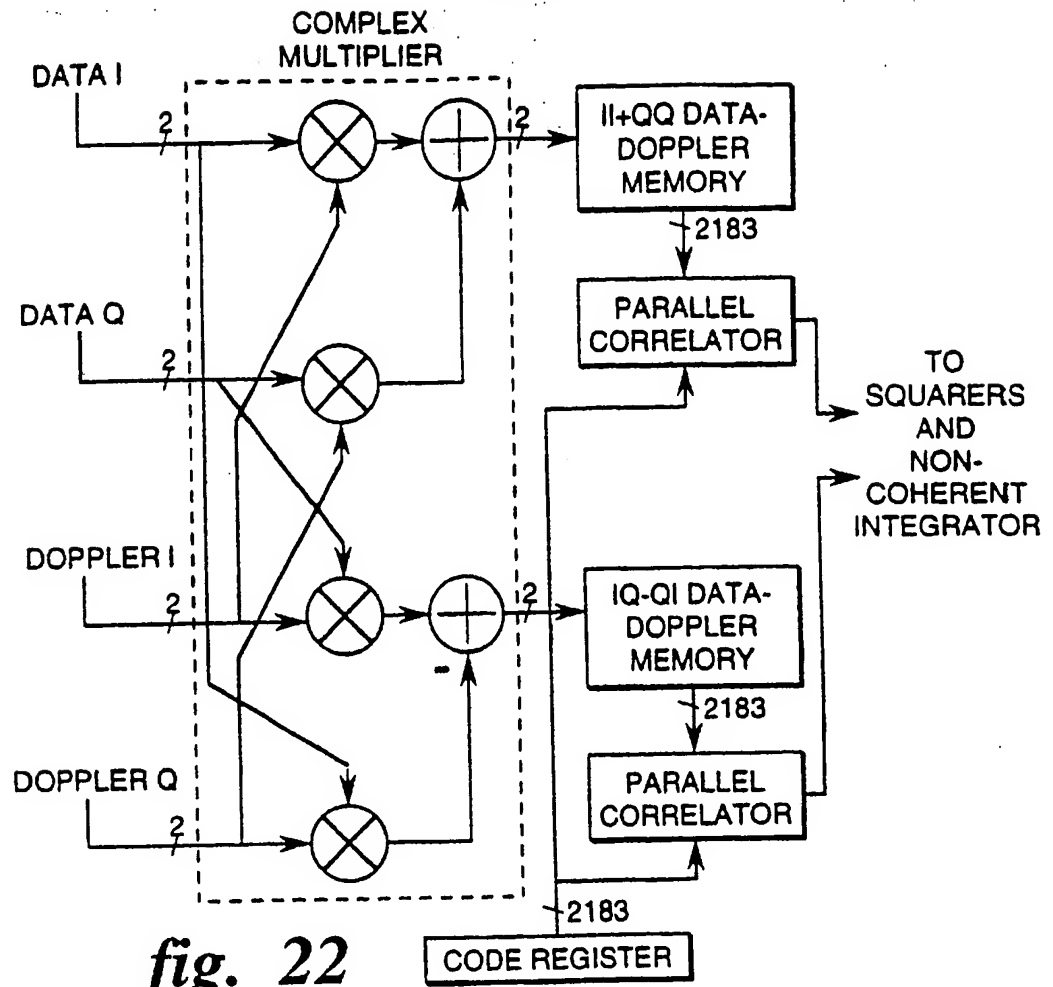 COMPLEX
MULTIPLIER
DATA I
2
2
II+QQ DATA-
DOPPLER
MEMORY
2183
DATA Q
2
PARALLEL
CORRELATOR
TO
SQUARERS
AND
NON-
COHERENT
INTEGRATOR
DOPPLER I
2
2
IQ-QI DATA-
DOPPLER
MEMORY
-
2183
DOPPLER Q
2
PARALLEL
CORRELATOR
2183
CODE REGISTER
fig. 22